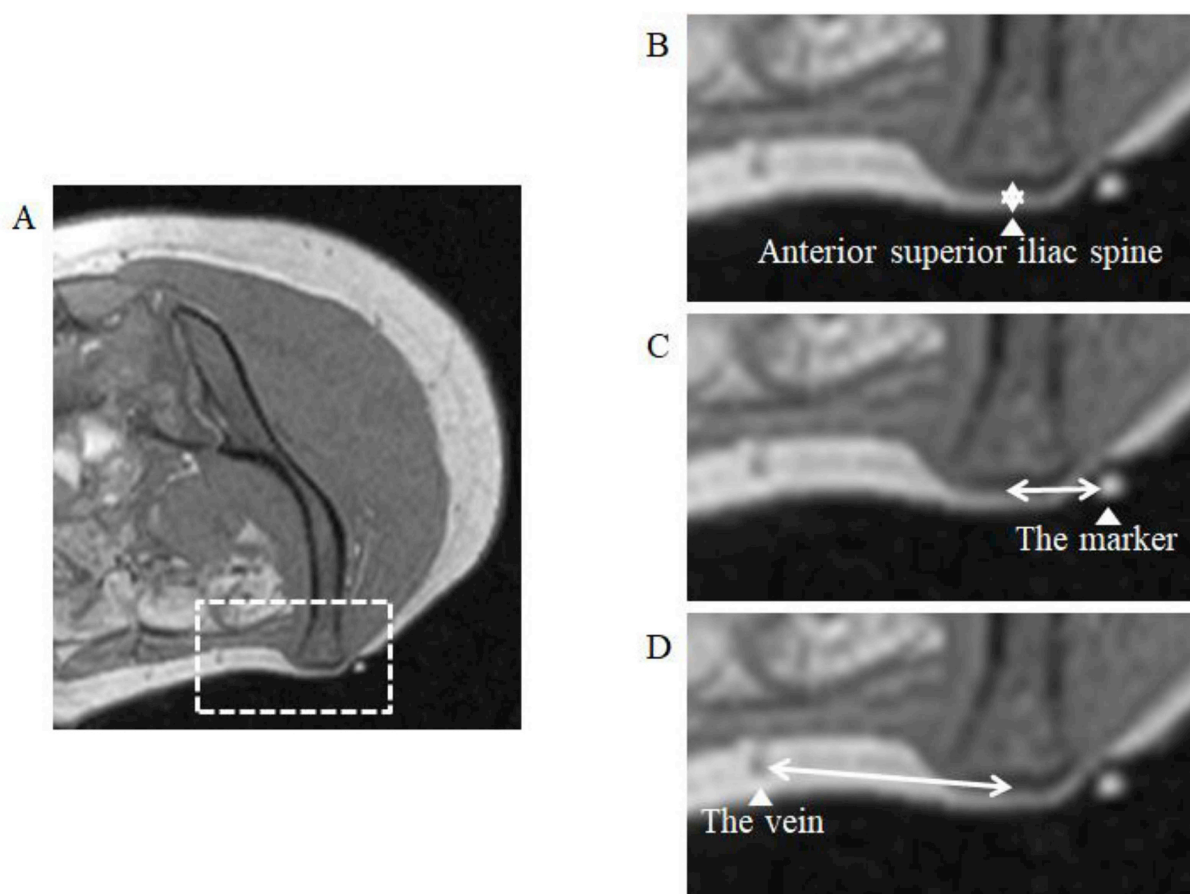 A
B
Anterior superior iliac spine
C
The marker
D
The vein